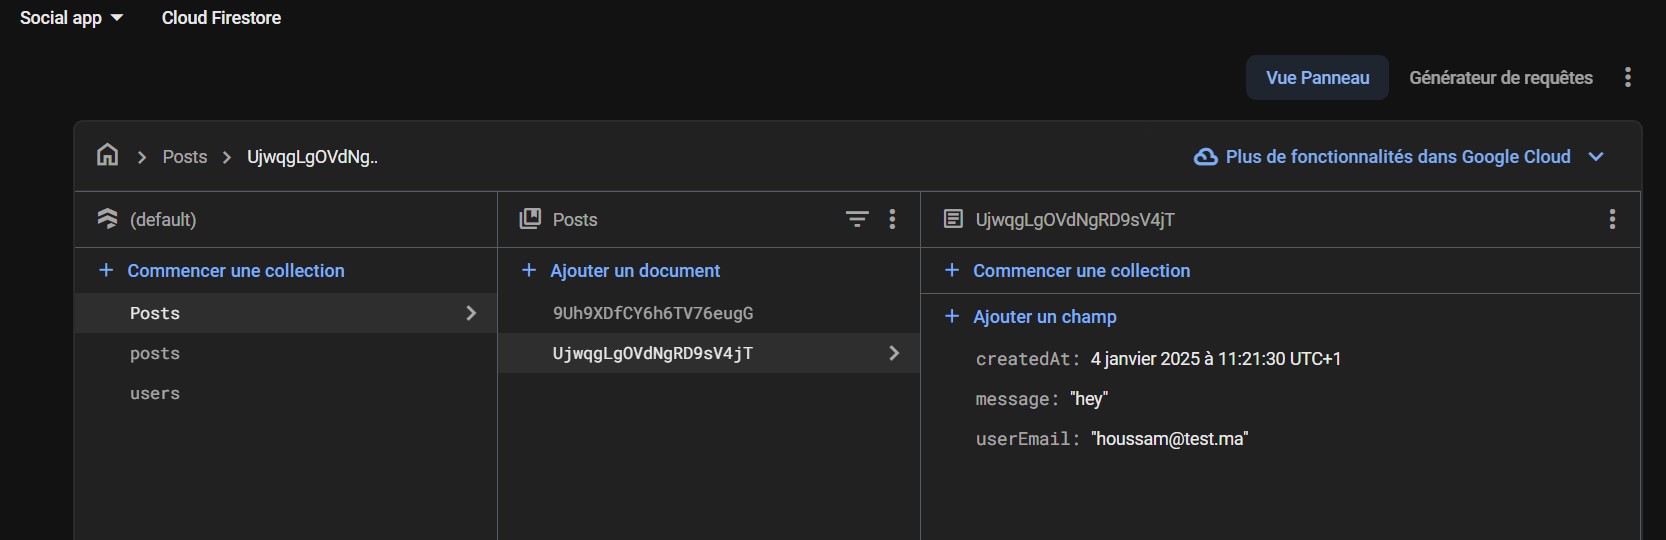 Social app
Cloud Firestore
Vue Panneau
Générateur de requêtes
Posts
UjwqgLgOVdNg..
Plus de fonctionnalités dans Google Cloud
(default)
Posts
UjwqgLgOVdNgRD9sV4jT
+ Commencer une collection
+ Ajouter un document
+ Commencer une collection
Posts
posts
users
9Uh9XDfCY6h6TV76eugG
UjwqgLgOVdNgRD9sV4jT
+ Ajouter un champ
createdAt: 4 janvier 2025 à 11:21:30 UTC+1
message: "hey"
userEmail: "houssam@test.ma"